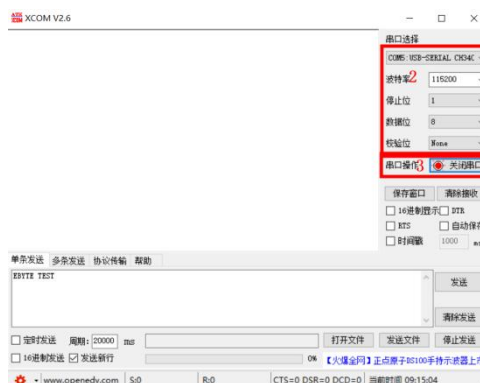 XCOM V2.6
串口选择
COM5:USB-SERIAL CH34C
波特率2 115200
停止位 1
数据位 8
校验位 None
串口操作3 关闭串口
保存窗口 清除接收
16进制显示 DTR
RTS 自动保存
时间戳 1000 ms
单条发送 多条发送 协议传输 帮助
EBYTE TEST
发送
清除发送
定时发送 周期: 20000 ms 打开文件 发送文件 停止发送
16进制发送 发送新行 0% 【火爆全网】正点原子DS100手持示波器上市
www.openedv.com S:0 R:0 CTS=0 DSR=0 DCD=0 当前时间 09:15:04